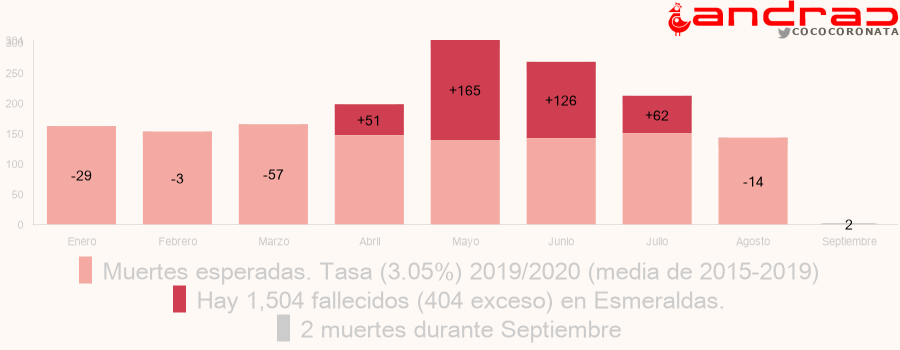 andrac
COCOCORONATA
304
300
250
200
150
100
50
0
-29
-3
-57
+51
+165
+126
+62
-14
2
Enero
Febrero
Marzo
Abril
Mayo
Junio
Julio
Agosto
Septiembre
Muertes esperadas. Tasa (3.05%) 2019/2020 (media de 2015-2019)
Hay 1,504 fallecidos (404 exceso) en Esmeraldas.
2 muertes durante Septiembre